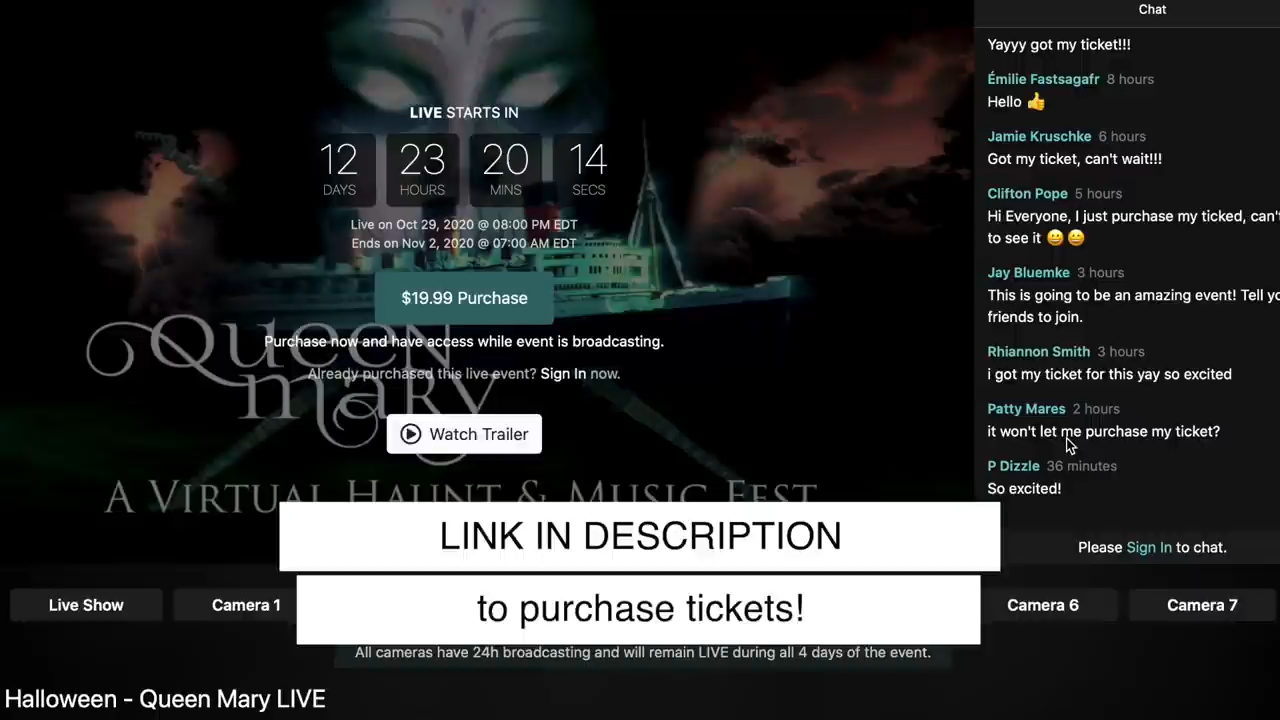 Chat
Yayyy got my ticket!!!
Émilie Fastsagafr 8 hours
Hello 👍
Jamie Kruschke 6 hours
Got my ticket, can't wait!!!
Clifton Pope 5 hours
Hi Everyone, I just purchase my ticked, can't
to see it 😄 😄
Jay Bluemke 3 hours
This is going to be an amazing event! Tell yo
friends to join.
Rhiannon Smith 3 hours
i got my ticket for this yay so excited
Patty Mares 2 hours
it won't let me purchase my ticket?
P Dizzle 36 minutes
So excited!
Please Sign In to chat.
LIVE STARTS IN
12 23 20 14
DAYS HOURS MINS SECS
Live on Oct 29, 2020 @ 08:00 PM EDT
Ends on Nov 2, 2020 @ 07:00 AM EDT
$19.99 Purchase
Purchase now and have access while event is broadcasting.
Already purchased this live event? Sign In now.
Queen
mary
Watch Trailer
A VIRTUAL HAUNT & MUSIC FEST
LINK IN DESCRIPTION
to purchase tickets!
Live Show Camera 1 Camera 6 Camera 7
All cameras have 24h broadcasting and will remain LIVE during all 4 days of the event.
Halloween - Queen Mary LIVE